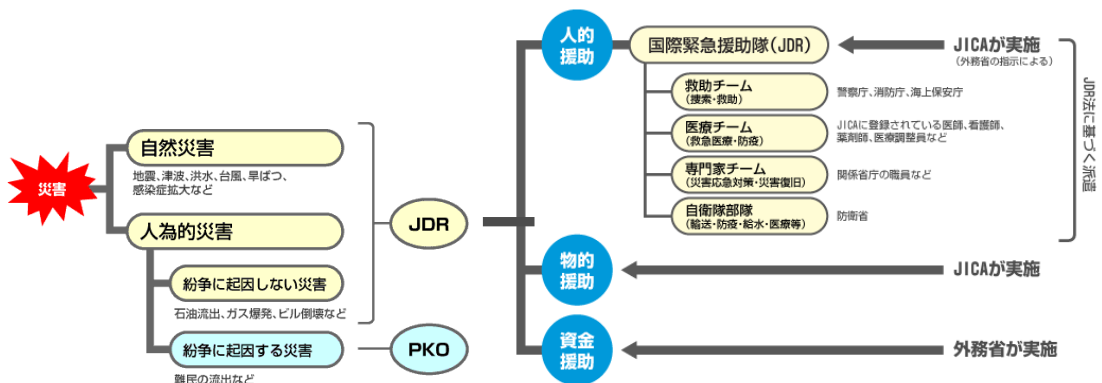 災害
自然災害
地震、津波、洪水、台風、旱ばつ、
感染症拡大など
人為的災害
紛争に起因しない災害
石油流出、ガス爆発、ビル倒壊など
紛争に起因する災害
難民の流出など
JDR
PKO
人的
援助
国際緊急援助隊(JDR)
JICAが実施
(外務省の指示による)
救助チーム
(捜索・救助)
警察庁、消防庁、海上保安庁
医療チーム
(救急医療・防疫)
JICAに登録されている医師、看護師、
薬剤師、医療調整員など
専門家チーム
(災害応急対策・災害復旧)
関係省庁の職員など
自衛隊部隊
(輸送・防疫・給水・医療等)
防衛省
JDR法に基づく派遣
物的
援助
JICAが実施
資金
援助
外務省が実施